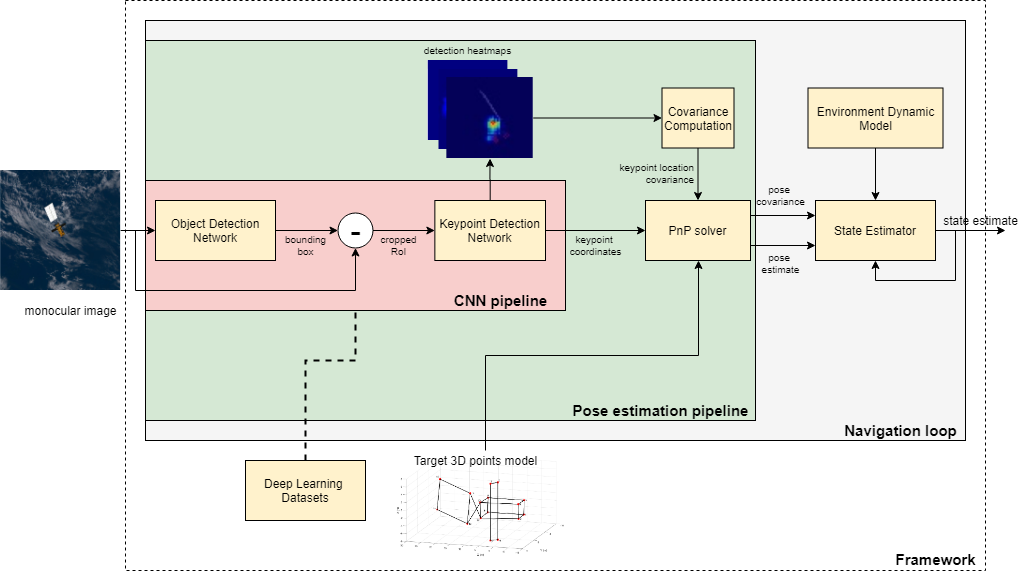 detection heatmaps
Covariance
Computation
Environment Dynamic
Model
keypoint location
covariance
pose
covariance
Object Detection
Network
bounding
box
-
cropped
RoI
Keypoint Detection
Network
keypoint
coordinates
PnP solver
pose
estimate
State Estimator
state estimate
monocular image
CNN pipeline
Pose estimation pipeline
Navigation loop
Deep Learning
Datasets
Target 3D points model
Framework